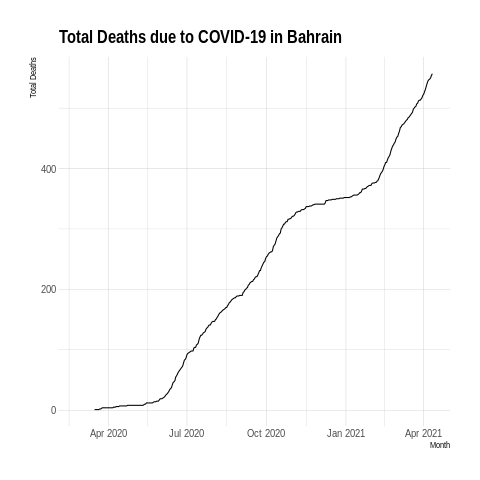 Total Deaths due to COVID-19 in Bahrain
Total Deaths
400
200
0
Apr 2020 Jul 2020 Oct 2020 Jan 2021 Apr 2021
Month